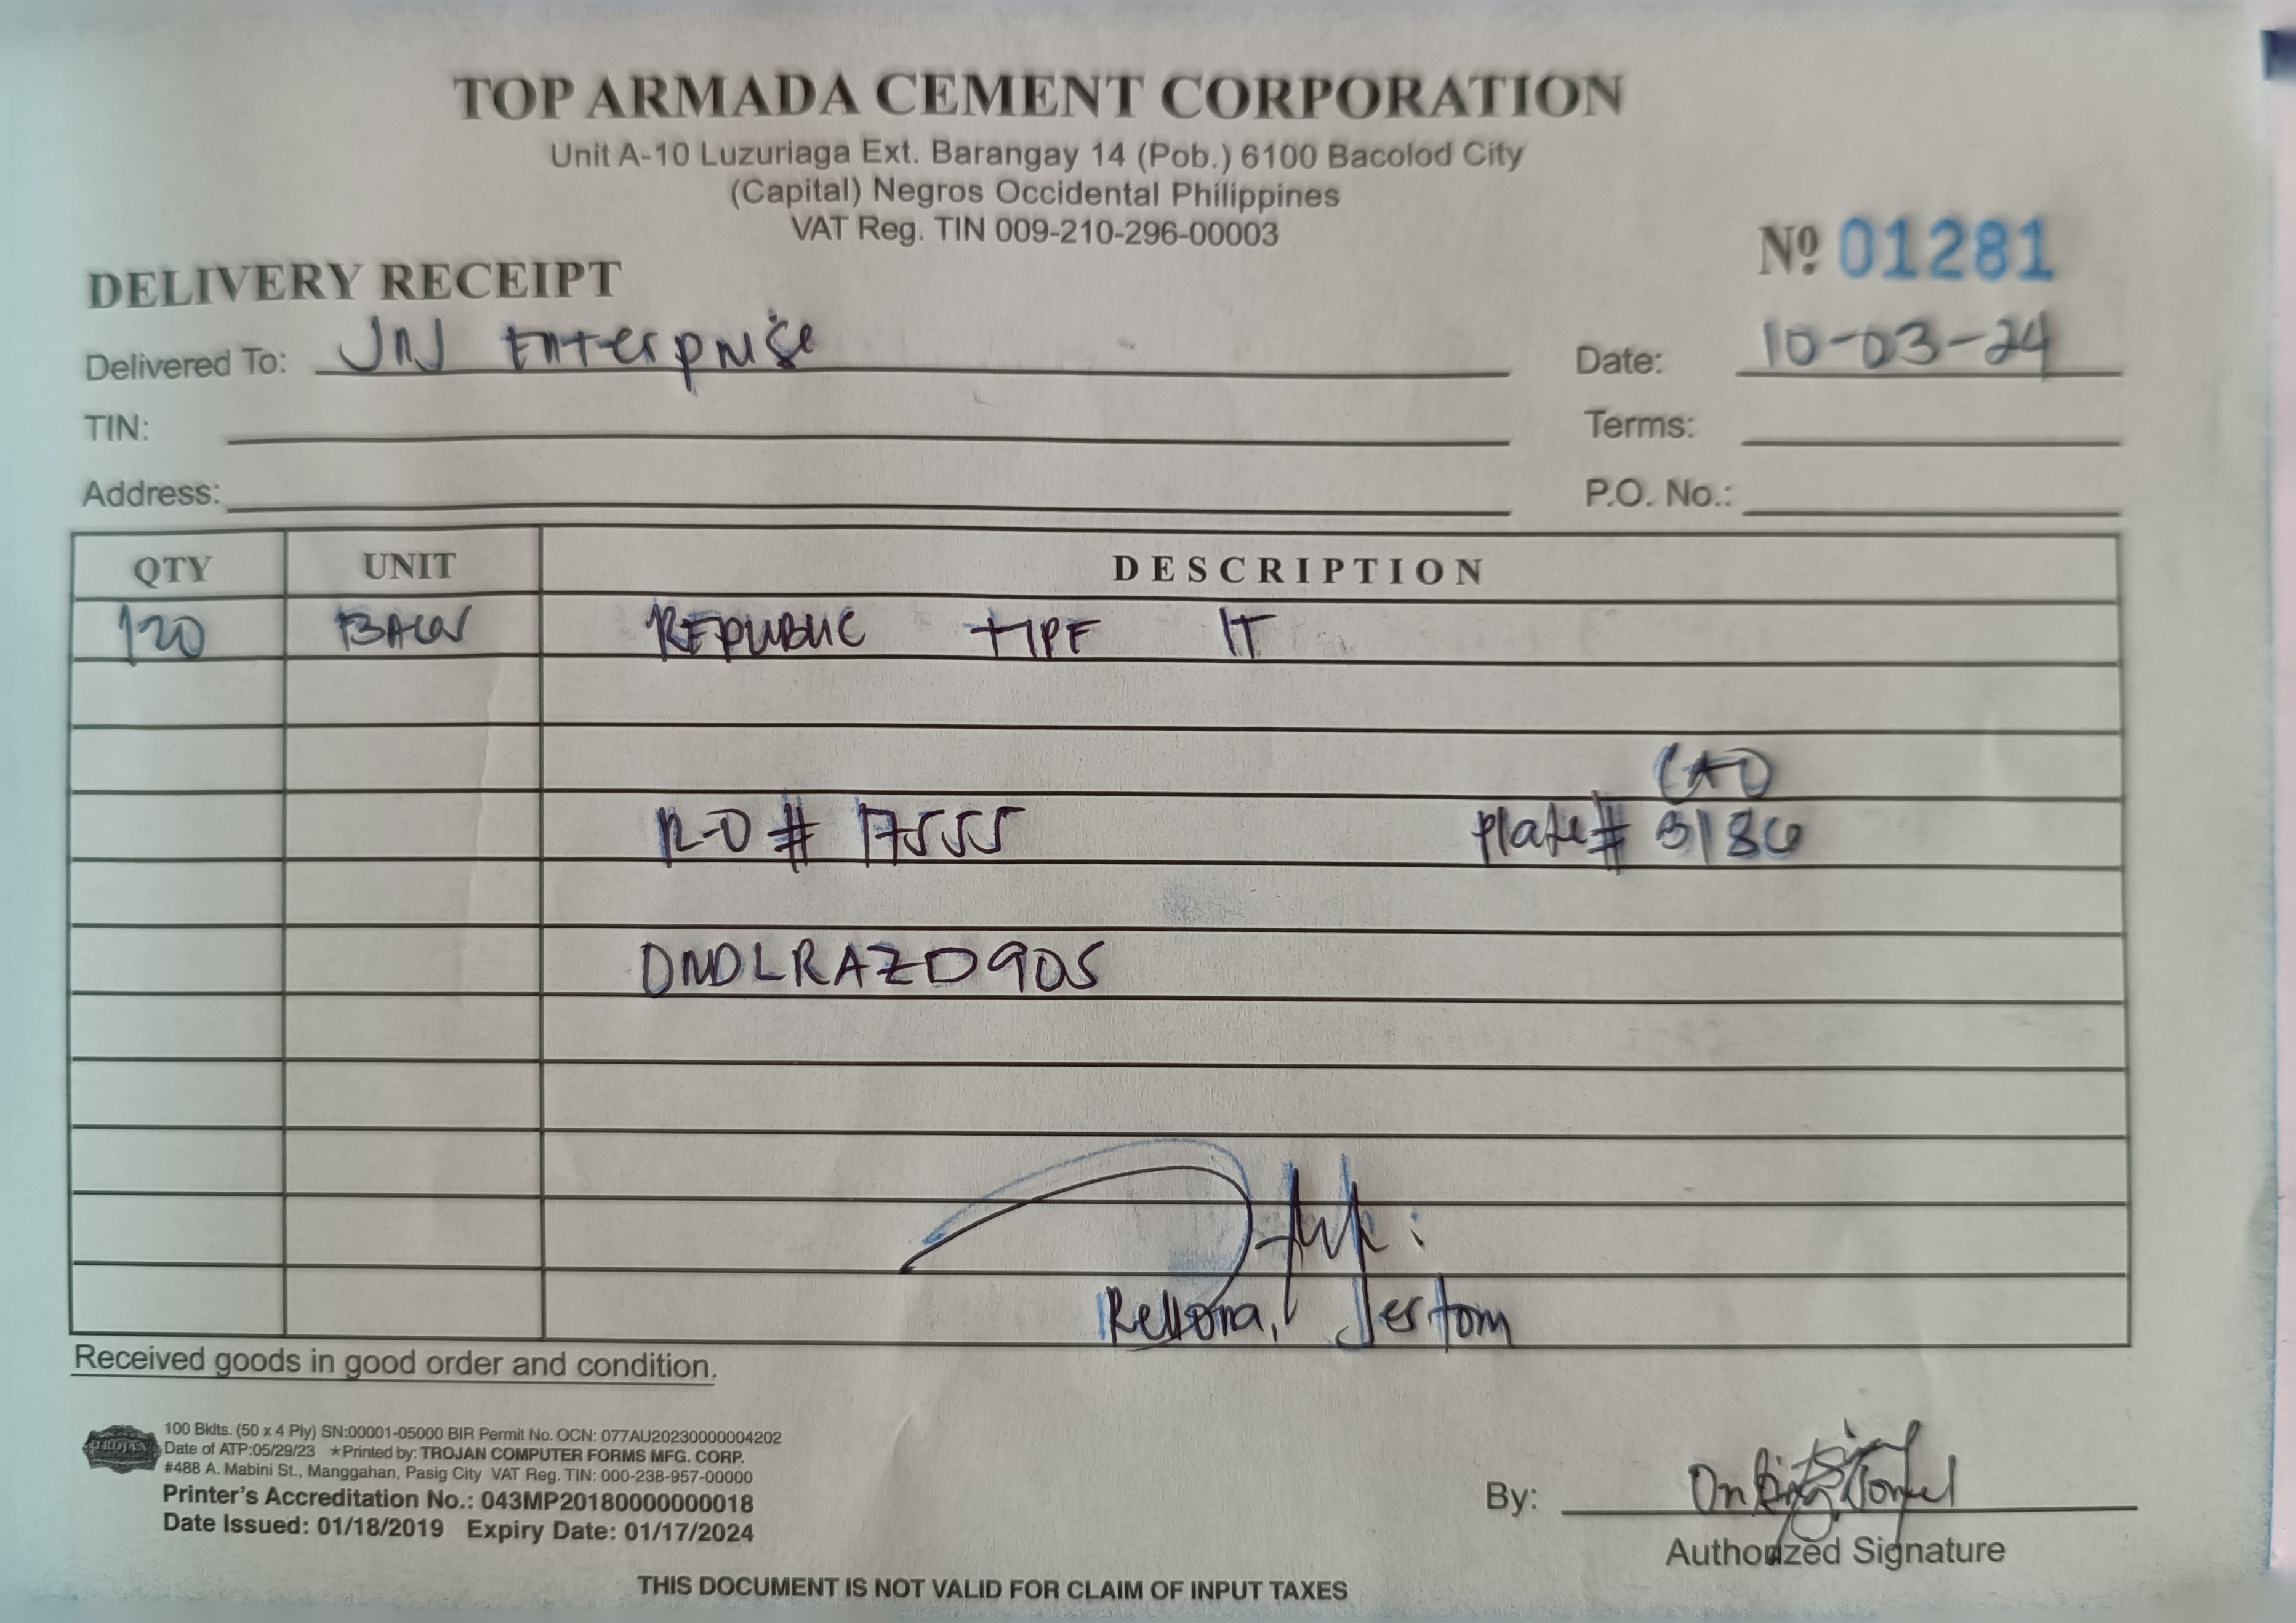 TOP ARMADA CEMENT CORPORATION
Unit A-10 Luzuriaga Ext. Barangay 14 (Pob.) 6100 Bacolod City
(Capital) Negros Occidental Philippines
VAT Reg. TIN 009-210-296-00003
Nº 01281
DELIVERY RECEIPT
Delivered To: JNJ Enterprise Date: 10-03-24
TIN: Terms:
Address: P.O. No.:
QTY UNIT DESCRIPTION
120 REPUBLIC TYPE
CAD
R-O # 17555 Plate# 3186
DNDLRAZD905
Jertom
Received goods in good order and condition.
TROJAN
100 Bklts. (50 x 4 Ply) SN:00001-05000 BIR Permit No. OCN: 077AU20230000004202
Date of ATP:05/29/23 ★Printed by: TROJAN COMPUTER FORMS MFG. CORP.
#488 A. Mabini St., Manggahan, Pasig City VAT Reg. TIN: 000-238-957-00000
Printer's Accreditation No.: 043MP20180000000018
Date Issued: 01/18/2019 Expiry Date: 01/17/2024
By:
Authorized Signature
THIS DOCUMENT IS NOT VALID FOR CLAIM OF INPUT TAXES